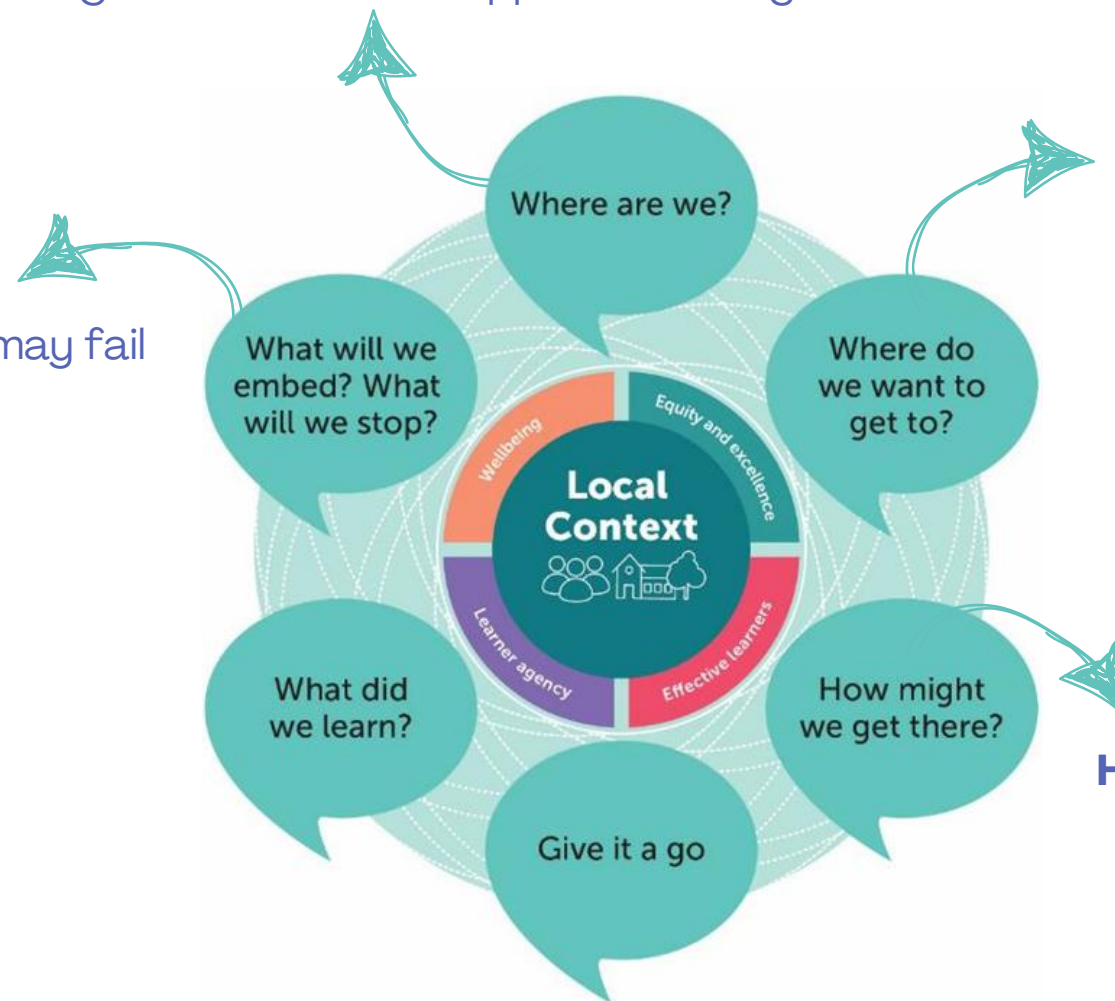 Where are we?
may fail
What will we
embed? What
will we stop?
Where do
we want to
get to?
Wellbeing
Equity and excellence
Local
Context
Learner agency
Effective learners
What did
we learn?
How might
we get there?
H
Give it a go